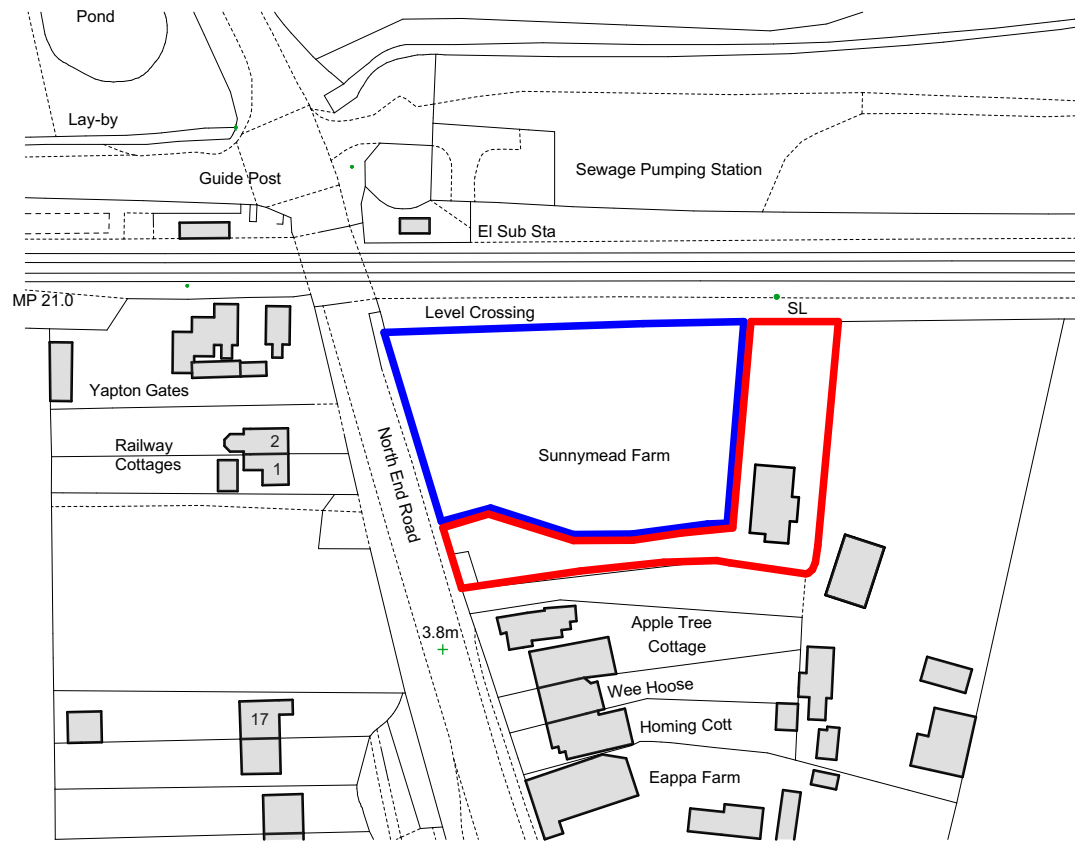 Pond
Lay-by
Guide Post
Sewage Pumping Station
El Sub Sta
MP 21.0
SL
Level Crossing
Yapton Gates
Railway
Cottages
2
1
North End Road
Sunnymead Farm
3.8m
Apple Tree
Cottage
Wee Hoose
17
Homing Cott
Eappa Farm